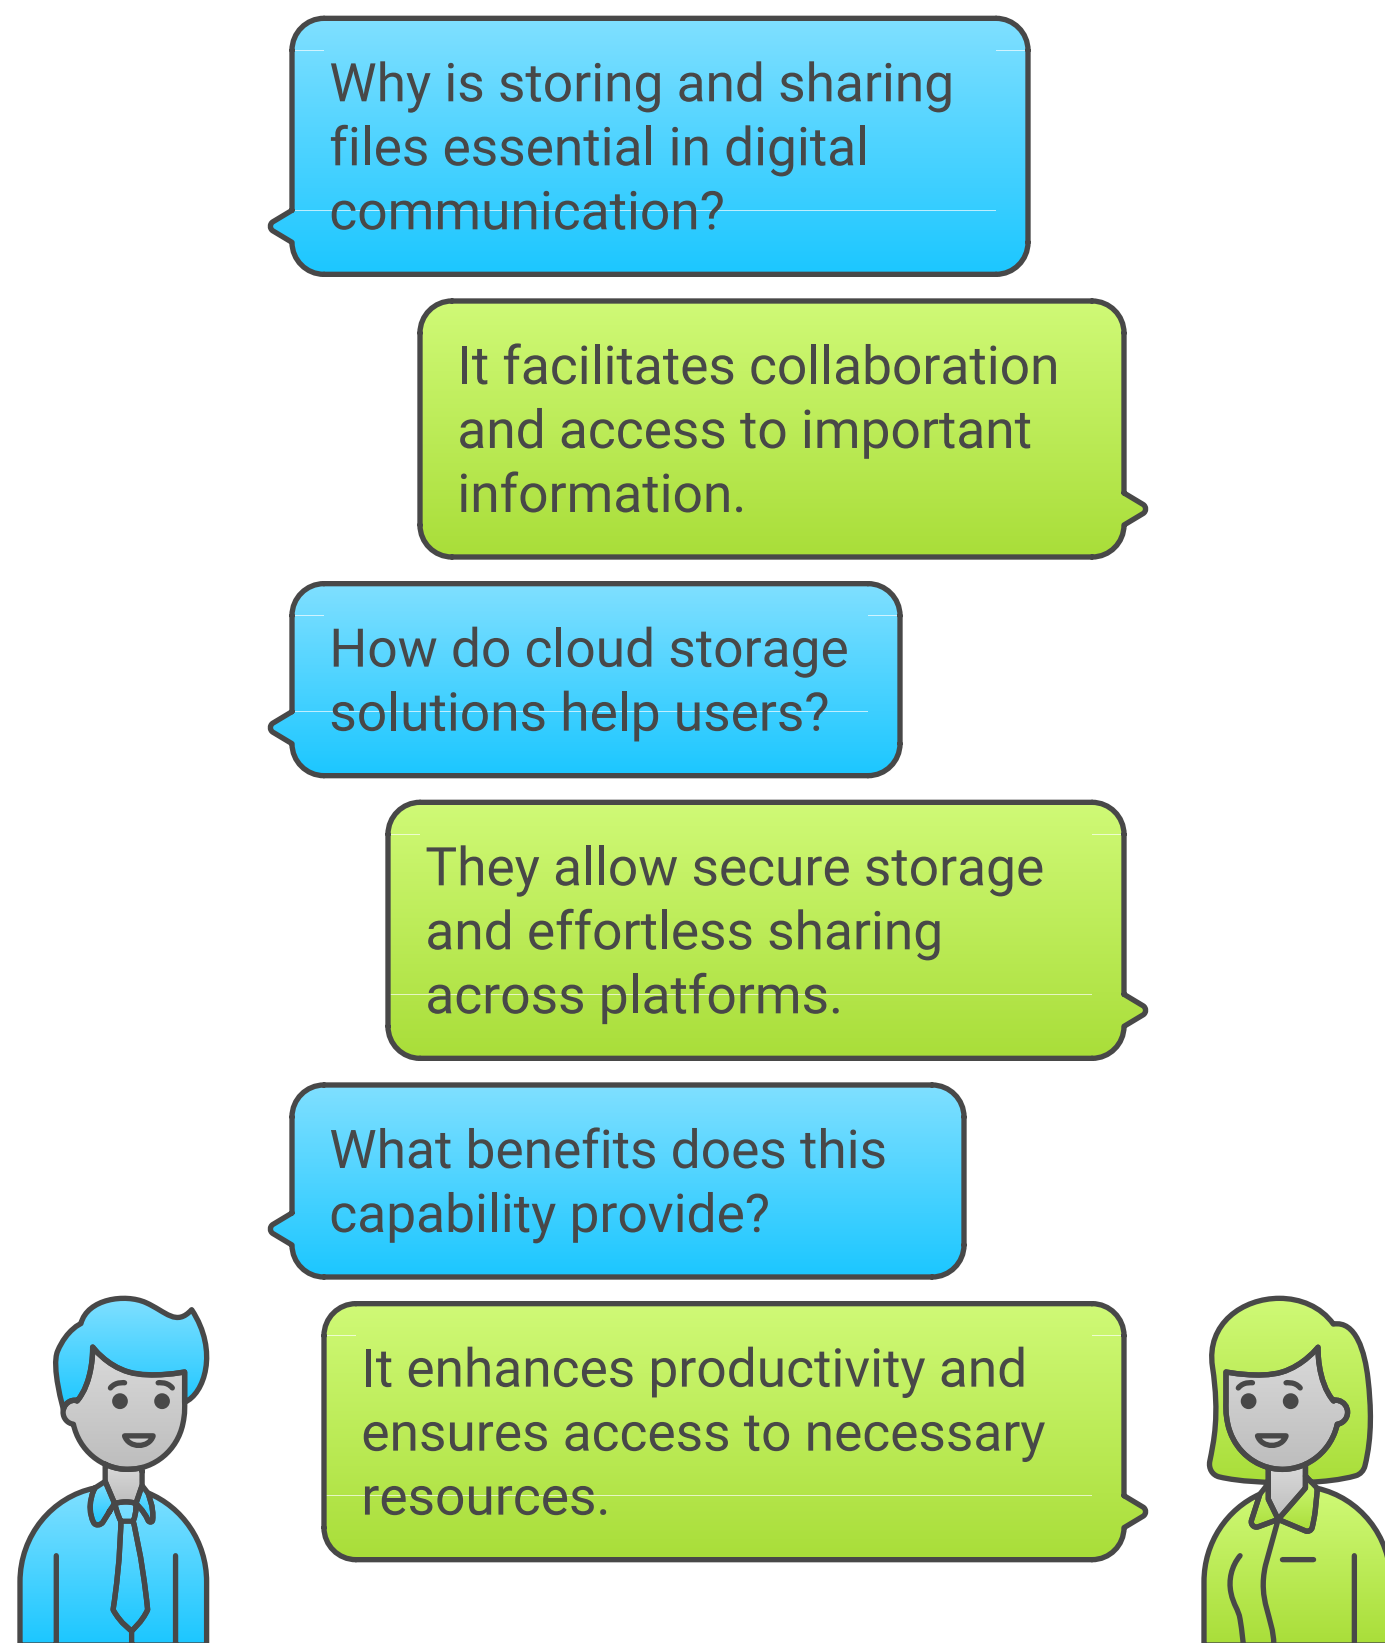 Why is storing and sharing
files essential in digital
communication?
It facilitates collaboration
and access to important
information.
How do cloud storage
solutions help users?
They allow secure storage
and effortless sharing
across platforms.
What benefits does this
capability provide?
It enhances productivity and
ensures access to necessary
resources.